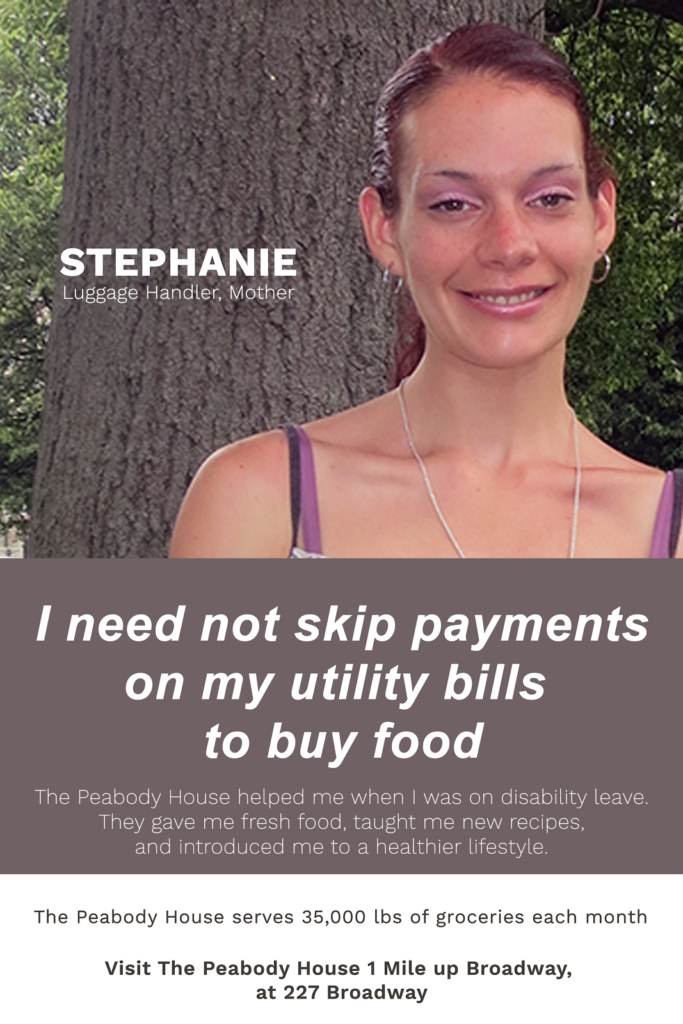 STEPHANIE
Luggage Handler, Mother
I need not skip payments
on my utility bills
to buy food
The Peabody House helped me when I was on disability leave.
They gave me fresh food, taught me new recipes,
and introduced me to a healthier lifestyle.
The Peabody House serves 35,000 lbs of groceries each month
Visit The Peabody House 1 Mile up Broadway,
at 227 Broadway